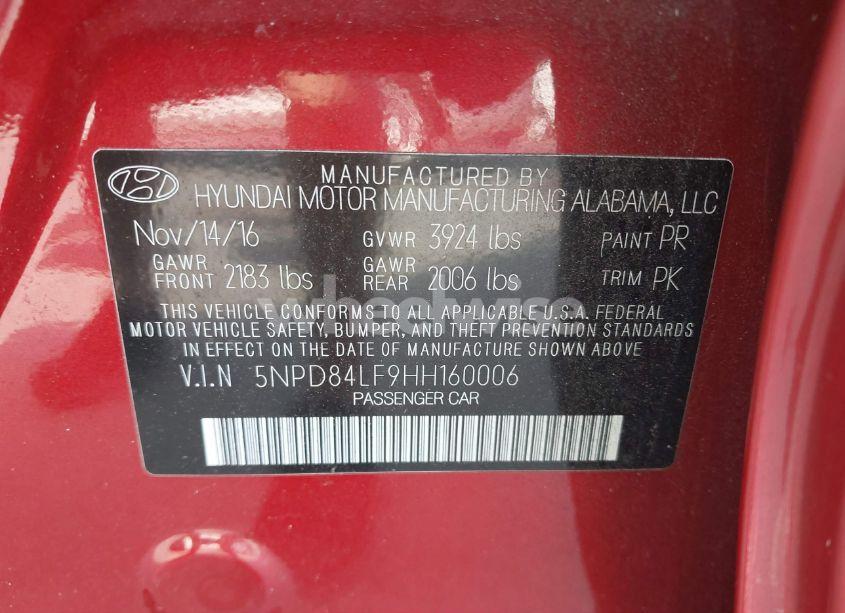 MANUFACTURED BY
HYUNDAI MOTOR MANUFACTURING ALABAMA, LLC
Nov/14/16 GVWR 3924 lbs PAINT PR
GAWR FRONT 2183 lbs GAWR REAR 2006 lbs TRIM PK
THIS VEHICLE CONFORMS TO ALL APPLICABLE U.S.A. FEDERAL
MOTOR VEHICLE SAFETY, BUMPER, AND THEFT PREVENTION STANDARDS
IN EFFECT ON THE DATE OF MANUFACTURE SHOWN ABOVE
V.I.N 5NPD84LF9HH160006
PASSENGER CAR